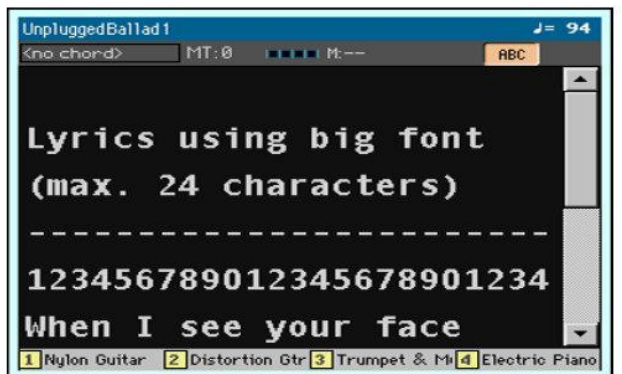 UnpluggedBallad1 ♩= 94
<no chord> MT:0 M:-- ABC
Lyrics using big font
(max. 24 characters)
------------------------
123456789012345678901234
When I see your face
1 Nylon Guitar 2 Distortion Gtr 3 Trumpet & 4 Electric Piano